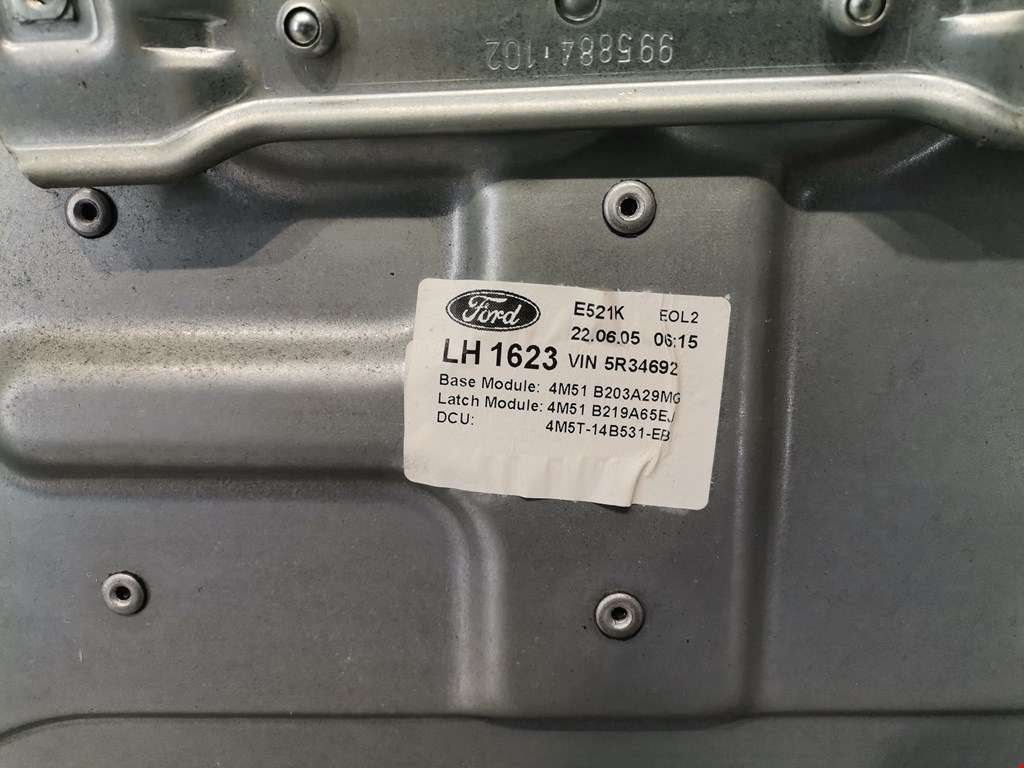 995884 102
Ford
E521K EOL2
22.06.05 06:15
LH 1623 VIN 5R34692
Base Module: 4M51 B203A29MG
Latch Module: 4M51 B219A65EJ
DCU: 4M5T-14B531-EB